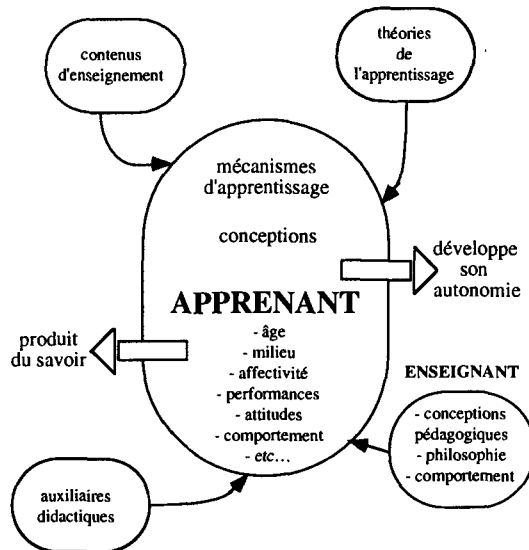 contenus
d'enseignement
théories
de
l'apprentissage
mécanismes
d'apprentissage
conceptions
développe
son
autonomie
APPRENANT
produit
du savoir
- âge
- milieu
- affectivité
- performances
- attitudes
- comportement
- etc...
ENSEIGNANT
- conceptions
pédagogiques
- philosophie
- comportement
auxiliaires
didactiques